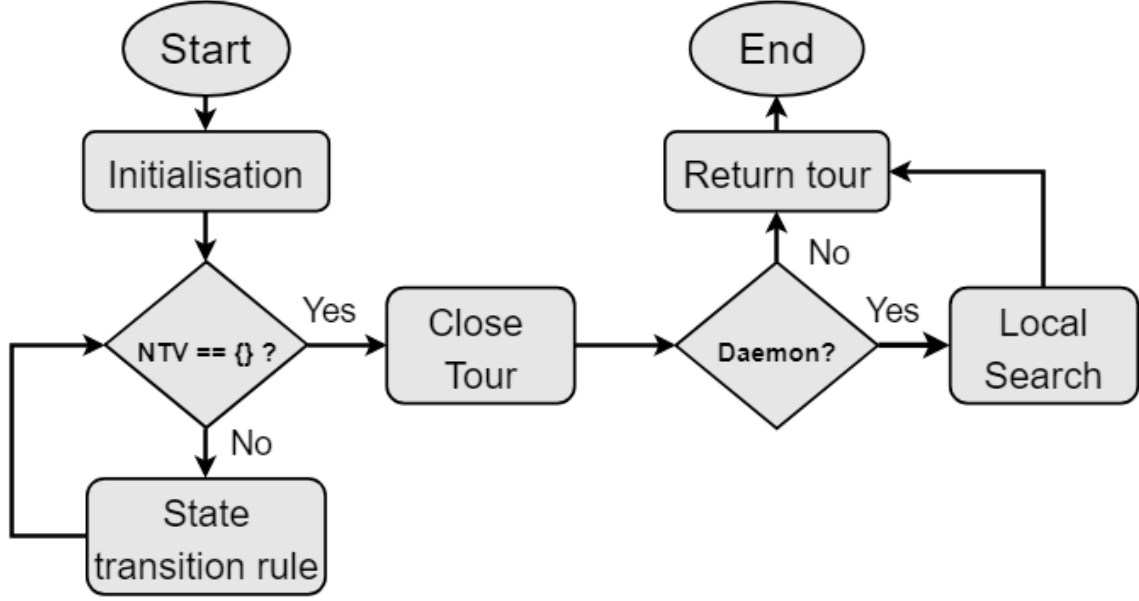 Start
Initialisation
NTV == {} ?
No
State
transition rule
Yes
Close
Tour
Daemon?
Yes
Local
Search
No
Return tour
End